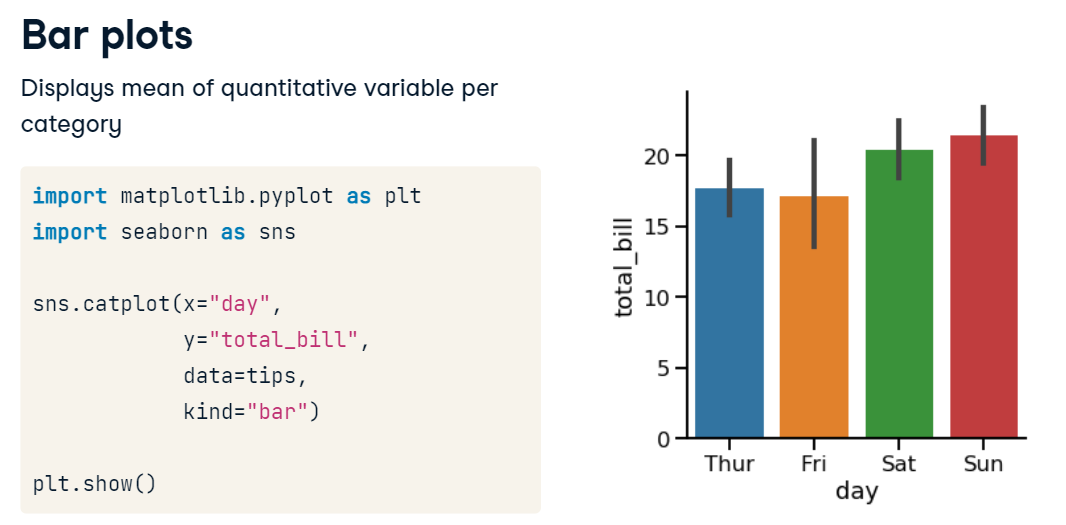 Bar plots
Displays mean of quantitative variable per
category
import matplotlib.pyplot as plt
import seaborn as sns
sns.catplot(x="day",
            y="total_bill",
            data=tips,
            kind="bar")
plt.show()
total_bill
20
15
10
5
0
Thur Fri Sat Sun
day